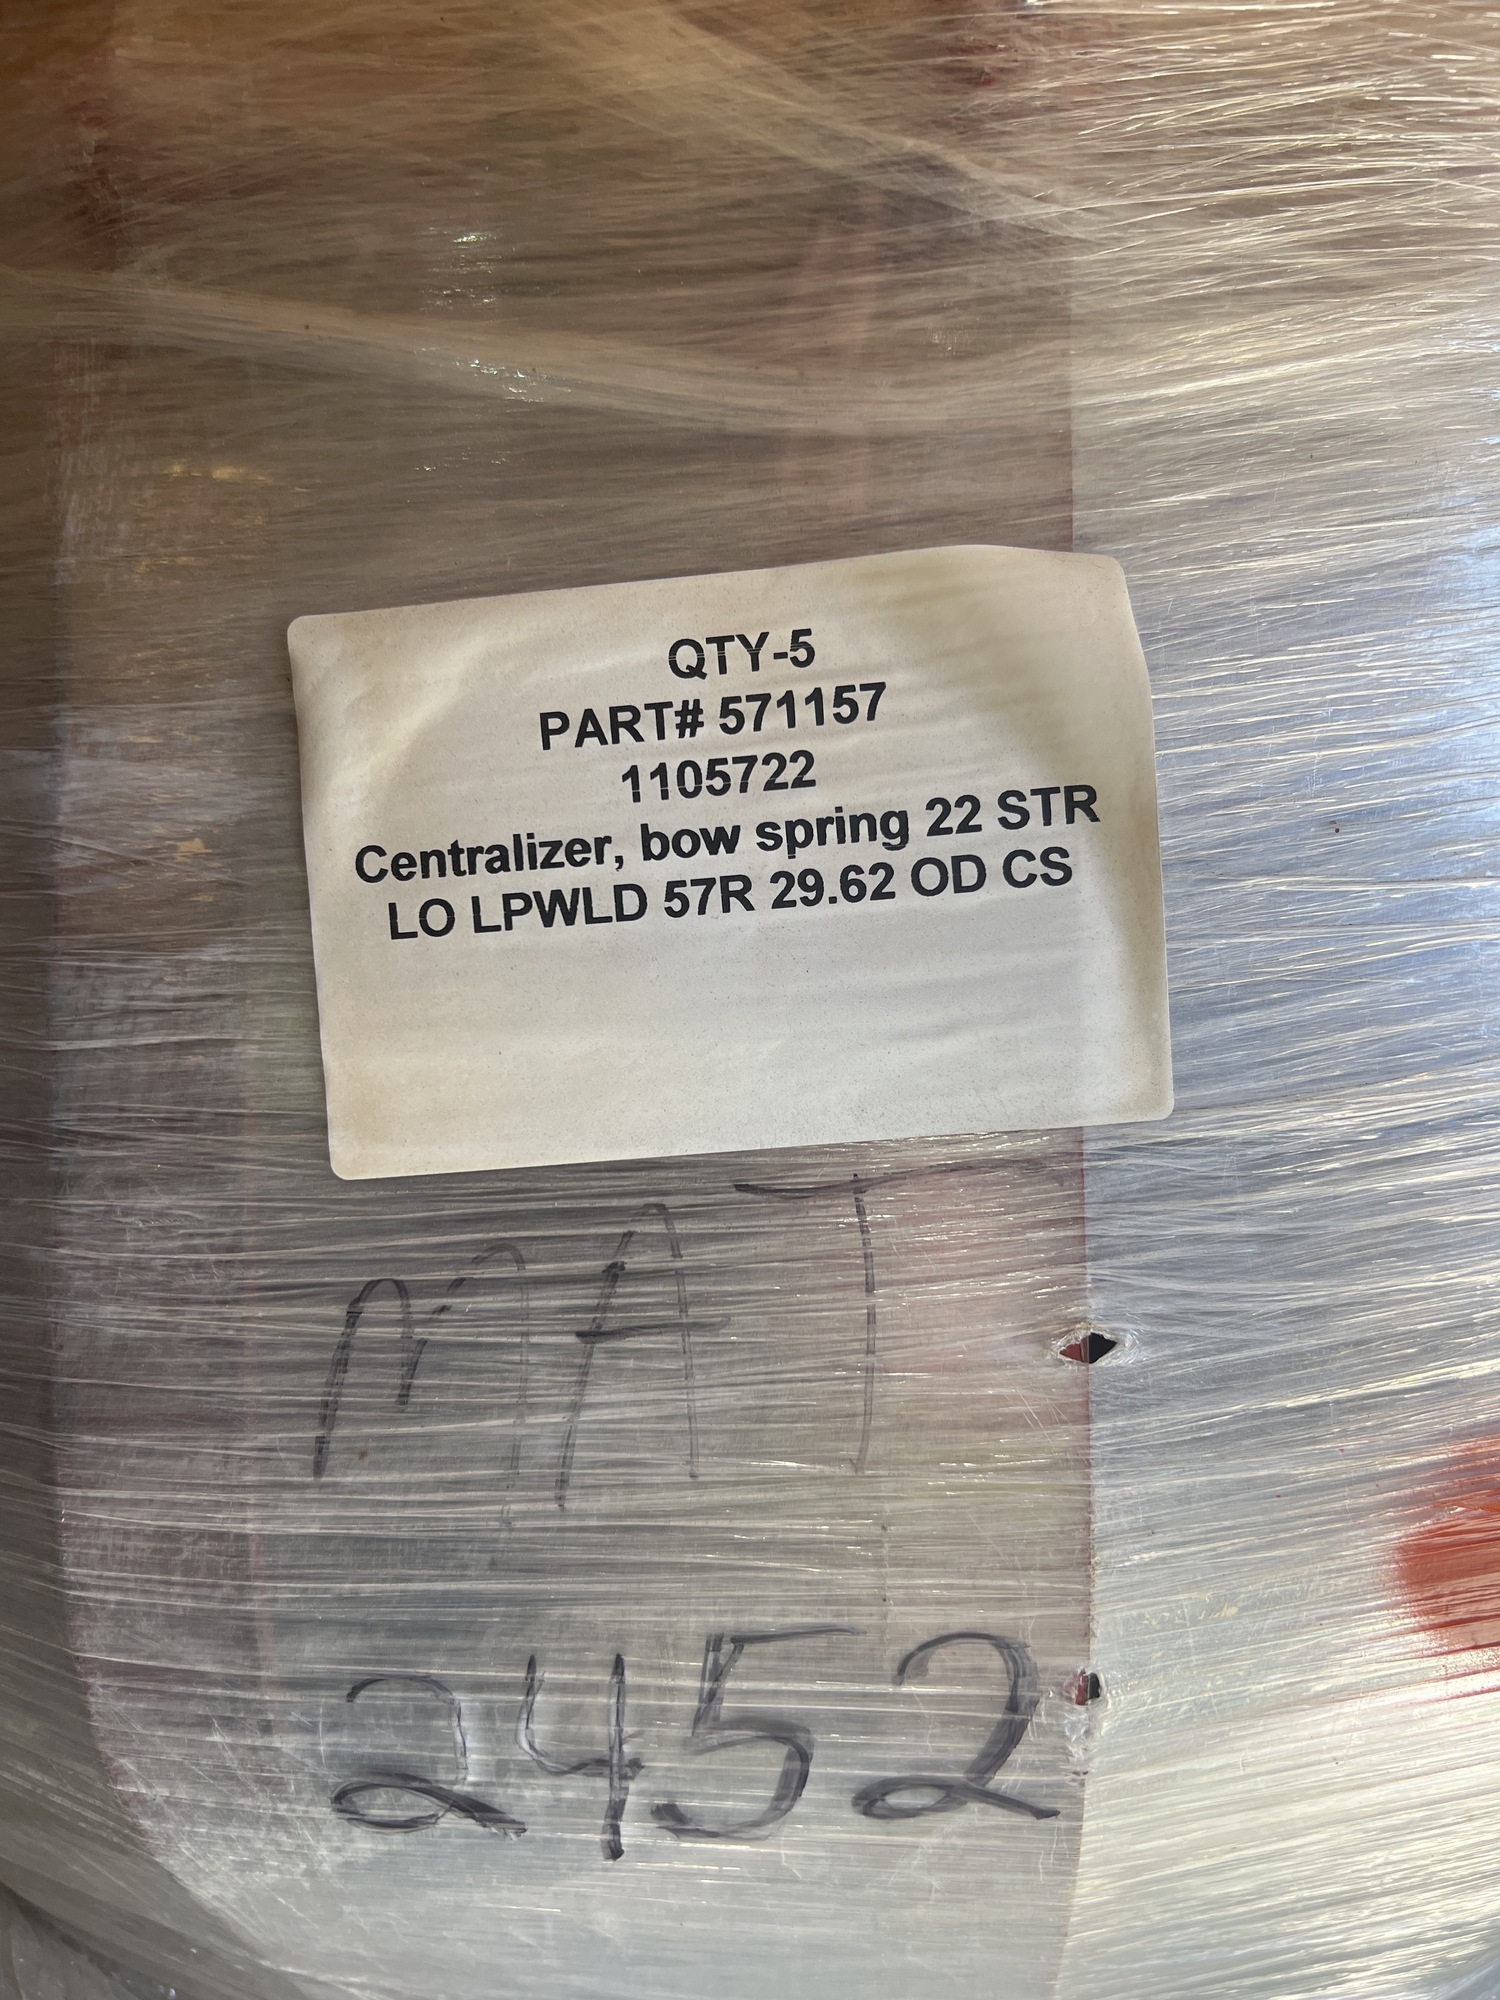 QTY-5
PART# 571157
1105722
Centralizer, bow spring 22 STR
LO LPWLD 57R 29.62 OD CS
MAT
2452